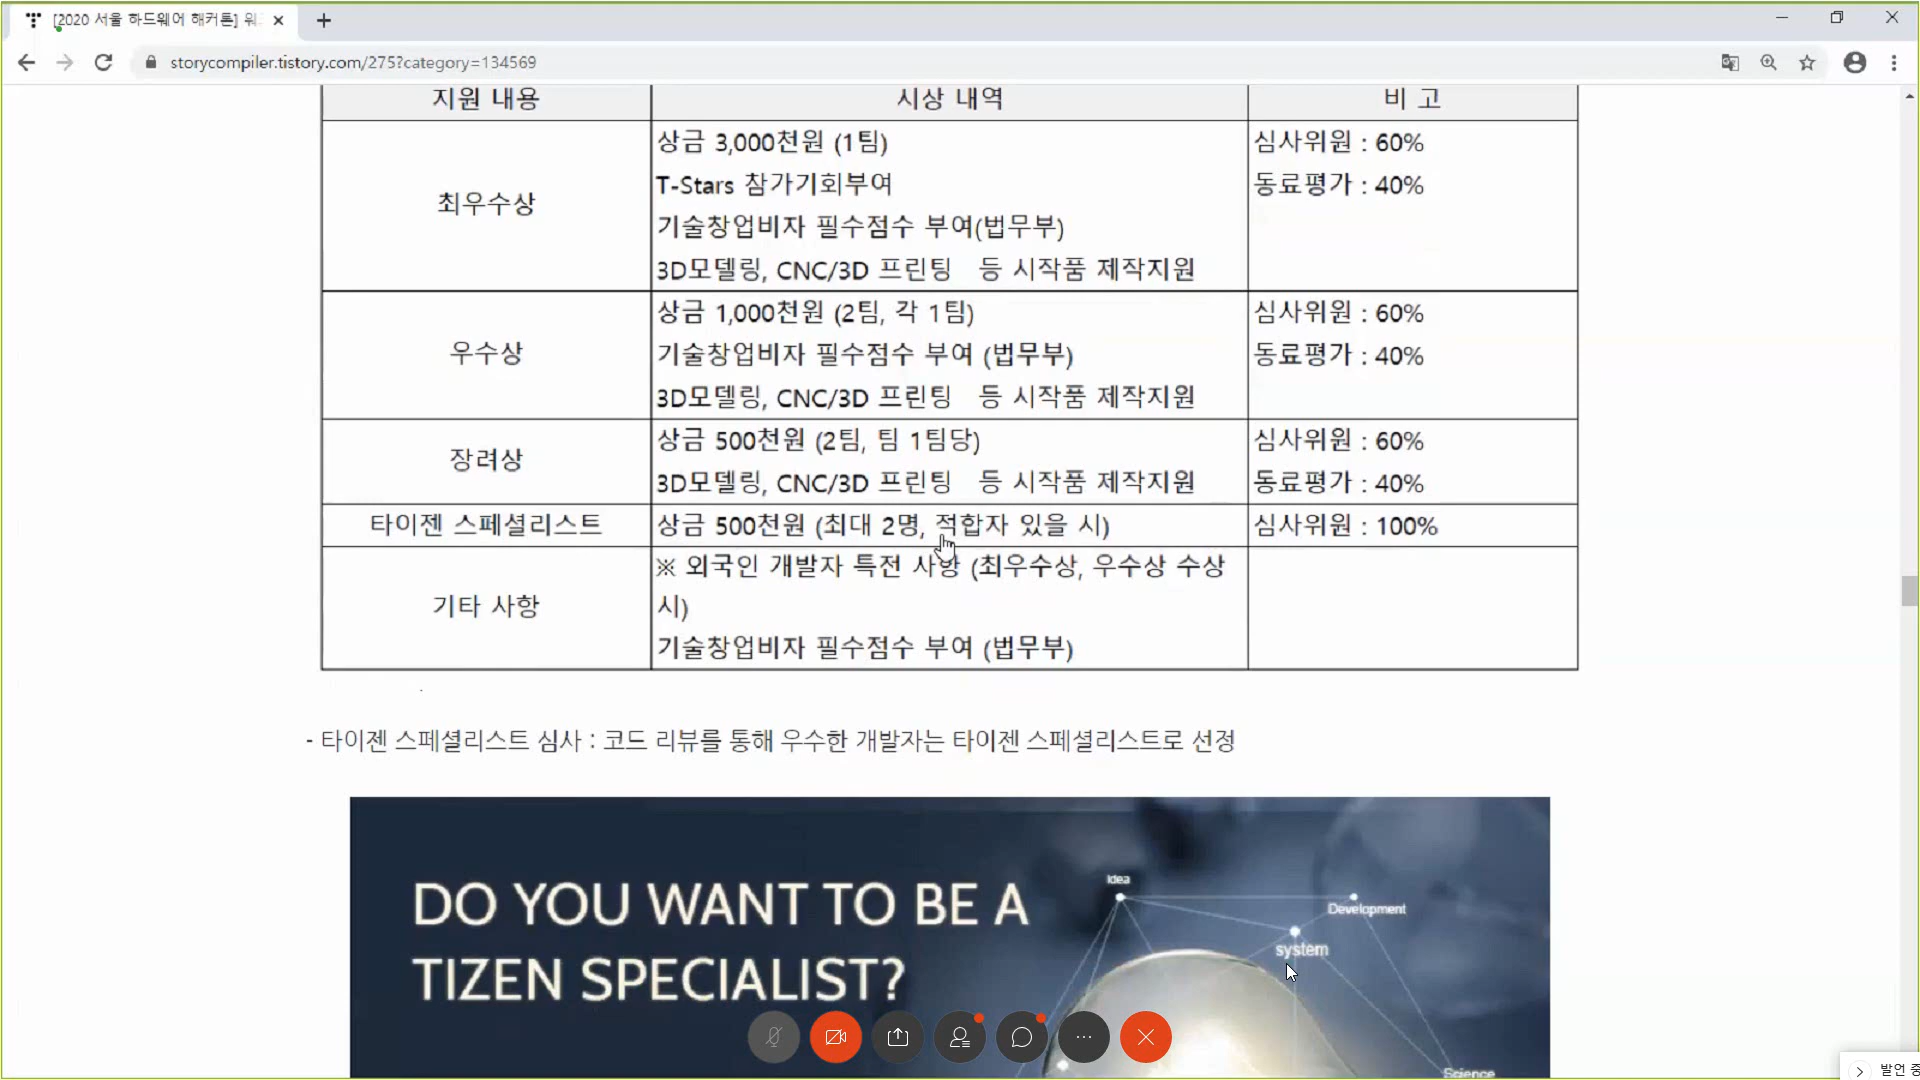 [2020 서울 하드웨어 해커톤] 워
storycompiler.tistory.com/275?category=134569
지원 내용
시상 내역
비 고
최우수상
상금 3,000천원 (1팀)
T-Stars 참가기회부여
기술창업비자 필수점수 부여(법무부)
3D모델링, CNC/3D 프린팅 등 시작품 제작지원
심사위원 : 60%
동료평가 : 40%
우수상
상금 1,000천원 (2팀, 각 1팀)
기술창업비자 필수점수 부여 (법무부)
3D모델링, CNC/3D 프린팅 등 시작품 제작지원
심사위원 : 60%
동료평가 : 40%
장려상
상금 500천원 (2팀, 팀 1팀당)
3D모델링, CNC/3D 프린팅 등 시작품 제작지원
심사위원 : 60%
동료평가 : 40%
타이젠 스페셜리스트
상금 500천원 (최대 2명, 적합자 있을 시)
심사위원 : 100%
기타 사항
※ 외국인 개발자 특전 사항 (최우수상, 우수상 수상
시)
기술창업비자 필수점수 부여 (법무부)
- 타이젠 스페셜리스트 심사 : 코드 리뷰를 통해 우수한 개발자는 타이젠 스페셜리스트로 선정
DO YOU WANT TO BE A
TIZEN SPECIALIST?
Idea
Development
system
Science
발언 중